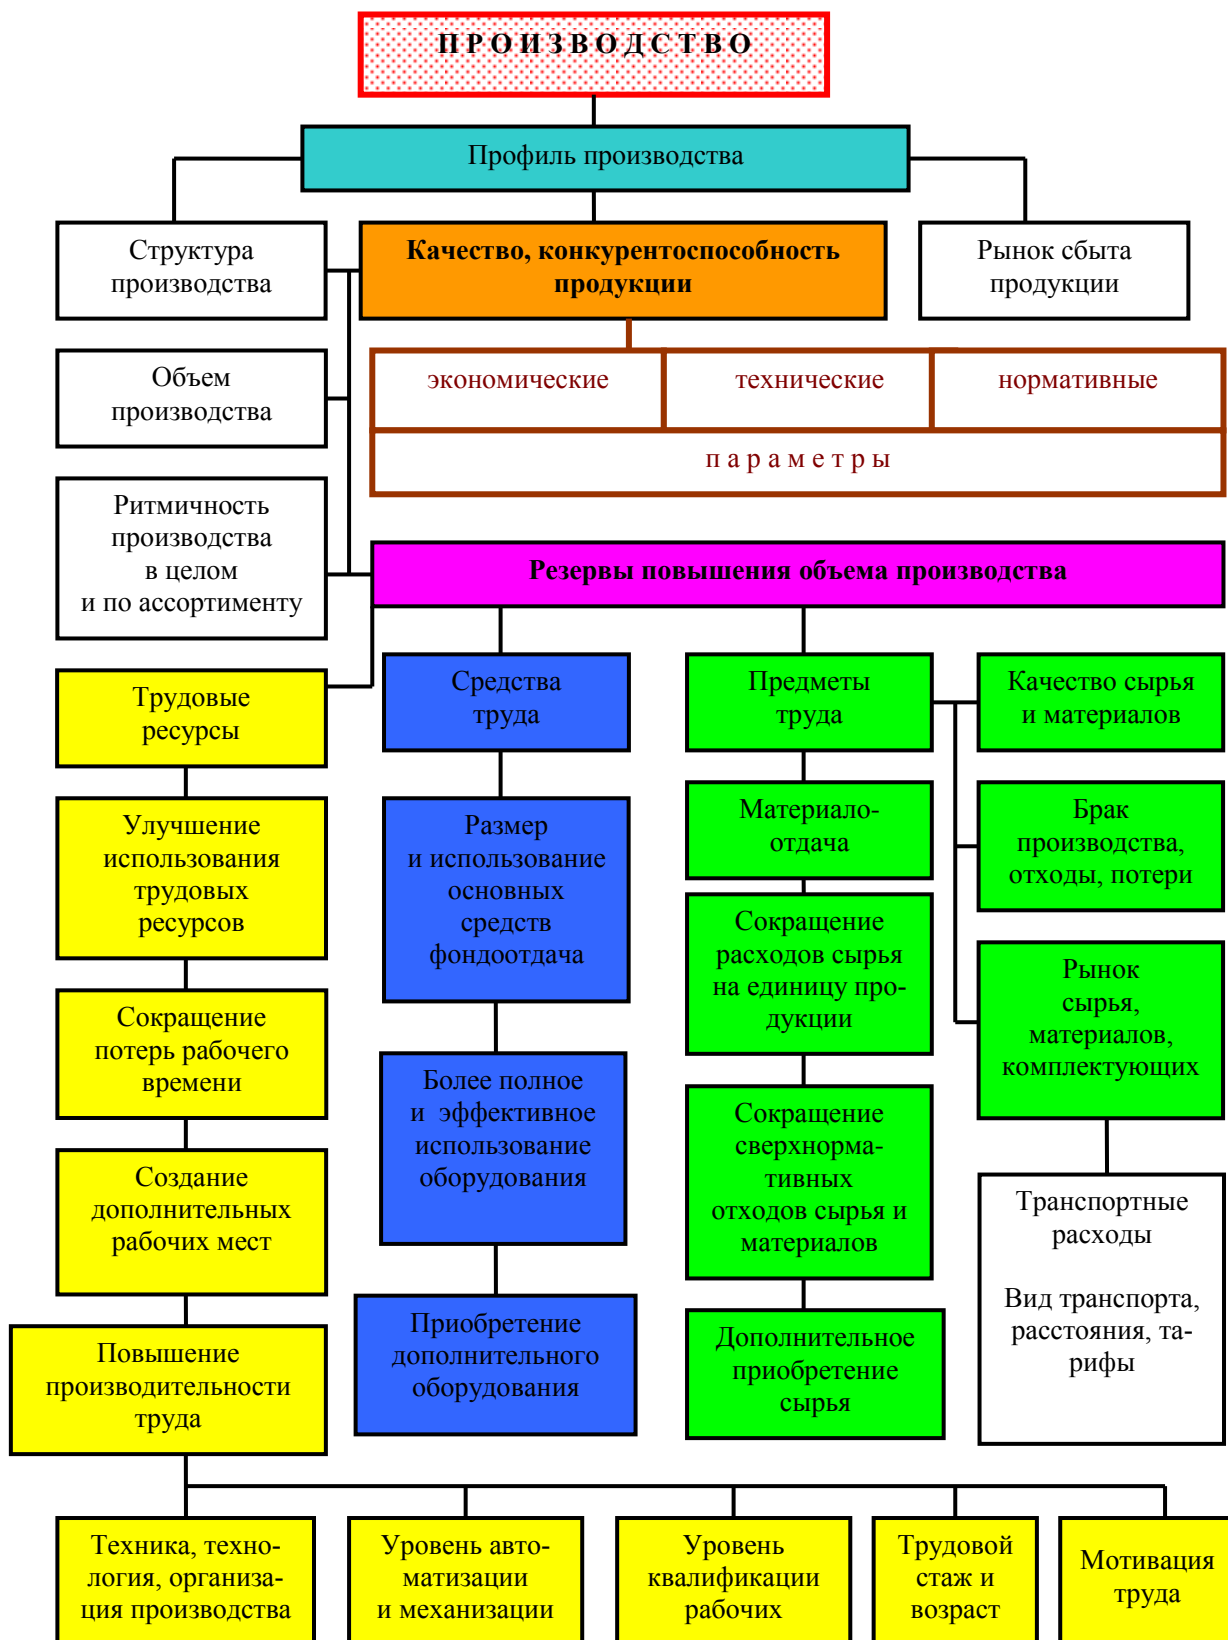 П Р О И З В О Д С Т В О
Профиль производства
Структура
производства
Качество, конкурентоспособность
продукции
Рынок сбыта
продукции
Объем
производства
экономические
технические
нормативные
п а р а м е т р ы
Ритмичность
производства
в целом
и по ассортименту
Резервы повышения объема производства
Трудовые
ресурсы
Средства
труда
Предметы
труда
Качество сырья
и материалов
Улучшение
использования
трудовых
ресурсов
Размер
и использование
основных
средств
фондоотдача
Материало-
отдача
Брак
производства,
отходы, потери
Сокращение
расходов сырья
на единицу про-
дукции
Рынок
сырья,
материалов,
комплектующих
Сокращение
потерь рабочего
времени
Более полное
и эффективное
использование
оборудования
Сокращение
сверхнорма-
тивных
отходов сырья и
материалов
Создание
дополнительных
рабочих мест
Транспортные
расходы
Вид транспорта,
расстояния, та-
рифы
Повышение
производительности
труда
Приобретение
дополнительного
оборудования
Дополнительное
приобретение
сырья
Техника, техно-
логия, организа-
ция производства
Уровень авто-
матизации
и механизации
Уровень
квалификации
рабочих
Трудовой
стаж и
возраст
Мотивация
труда